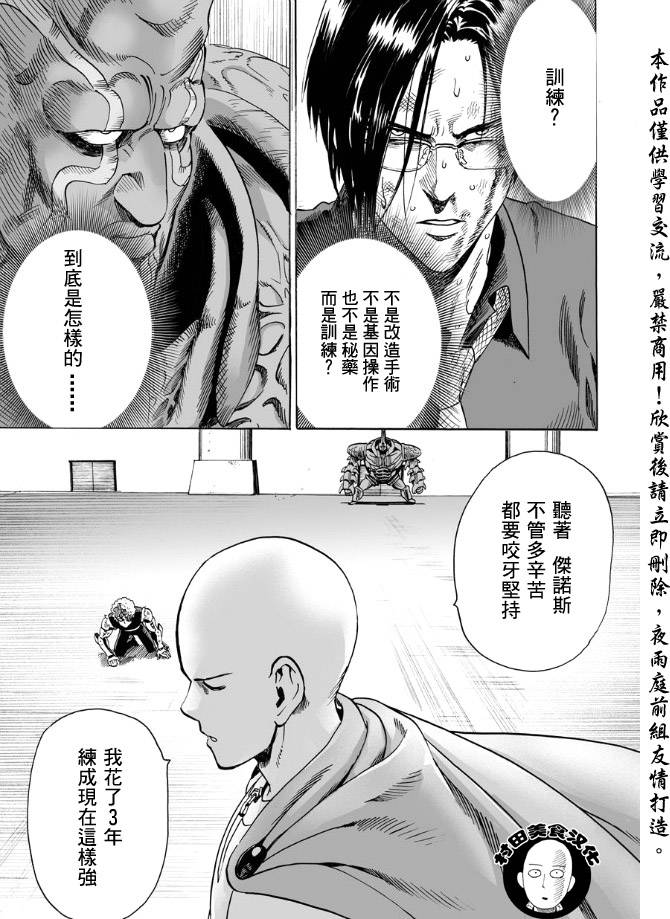 訓練？
不是改造手術
不是基因操作
也不是秘藥
而是訓練？
到底是怎樣的……
聽著 傑諾斯
不管多辛苦
都要咬牙堅持
我花了3年
練成現在這樣強
村田美食汉化
本作品僅供學習交流，嚴禁商用！欣賞後請立即刪除，夜雨庭前組友情打造。